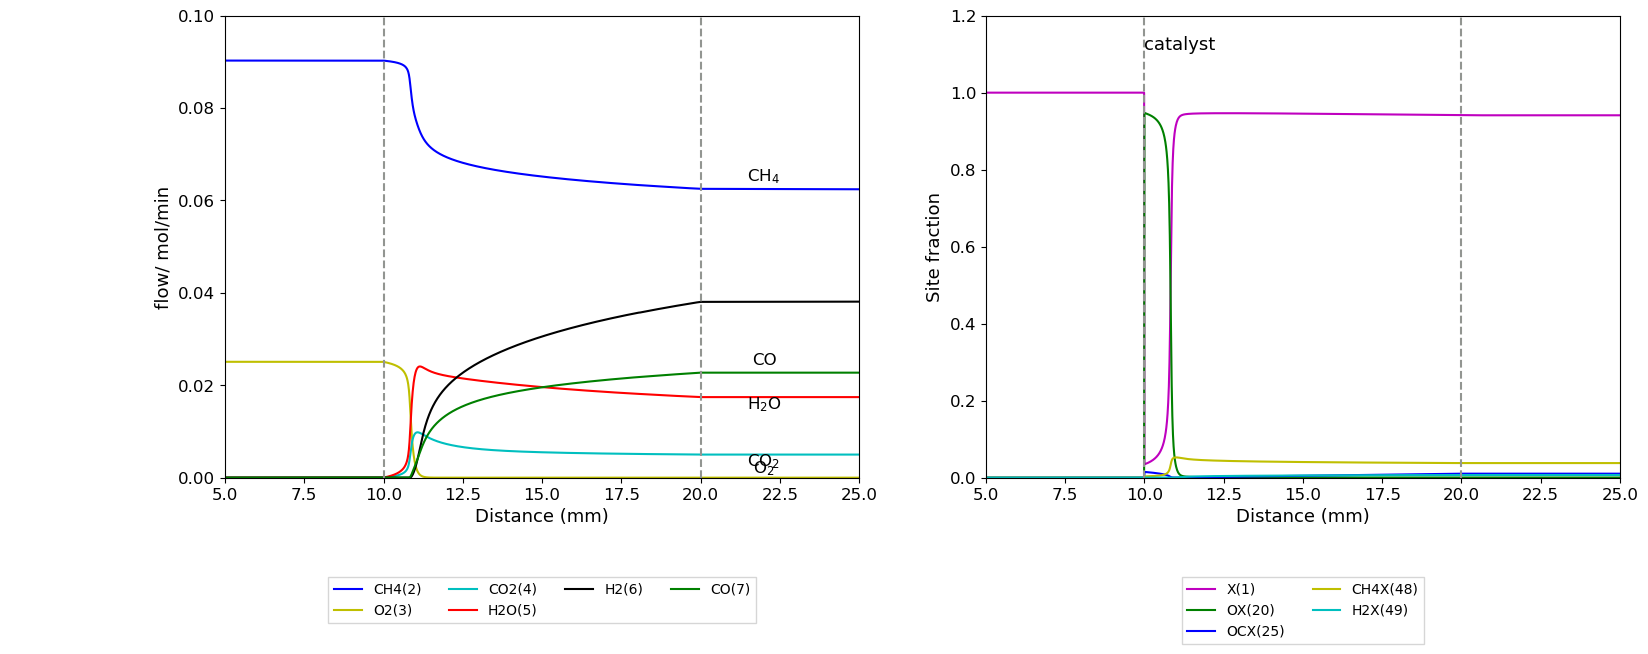 0.10
0.08
0.06
0.04
0.02
0.00
flow/ mol/min
CH₄
CO
H₂O
CO₂
O₂
5.0 7.5 10.0 12.5 15.0 17.5 20.0 22.5 25.0
Distance (mm)
CH4(2) CO2(4) H2(6) CO(7)
O2(3) H2O(5)
1.2
1.0
0.8
0.6
0.4
0.2
0.0
Site fraction
catalyst
5.0 7.5 10.0 12.5 15.0 17.5 20.0 22.5 25.0
Distance (mm)
X(1) CH4X(48)
OX(20) H2X(49)
OCX(25)